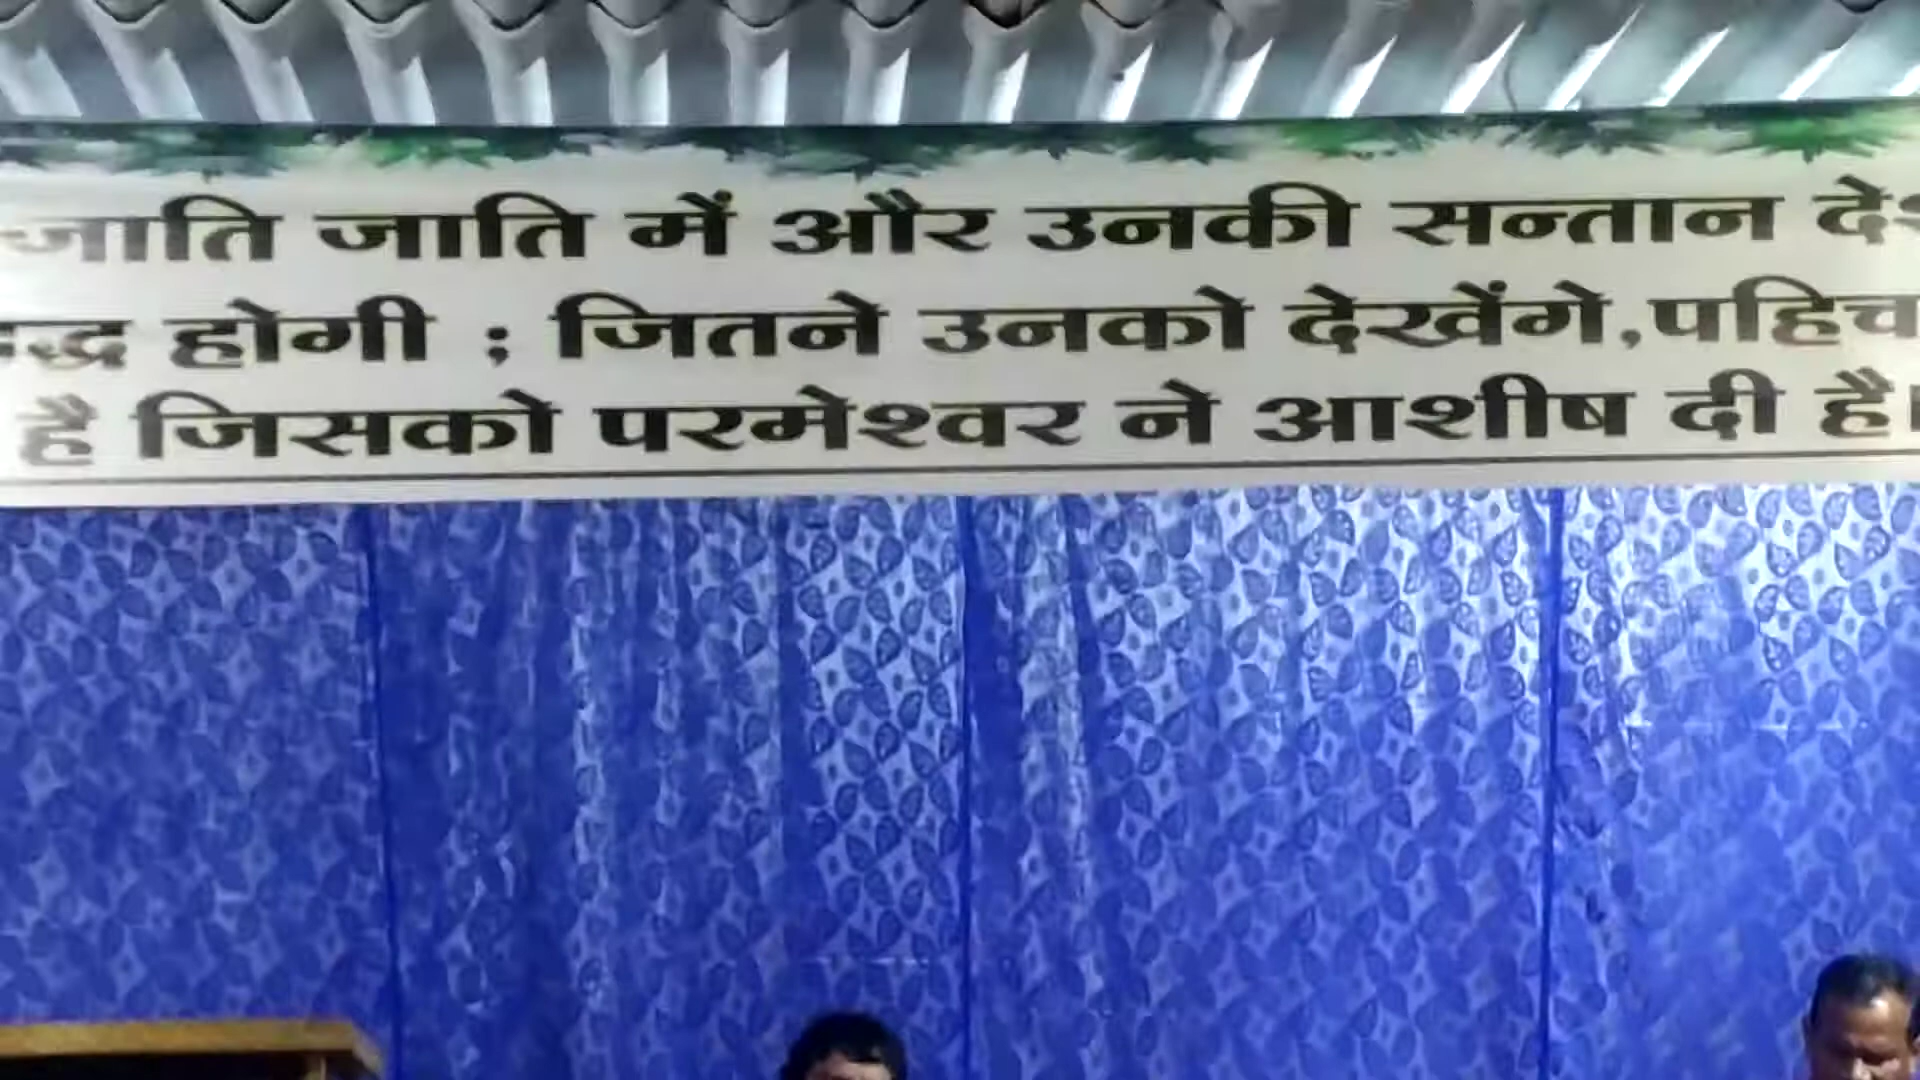 जाति जाति में और उनकी सन्तान
होगी ; जितने उनको देखेंगे,
है जिसको परमेश्वर ने आशीष दी है।